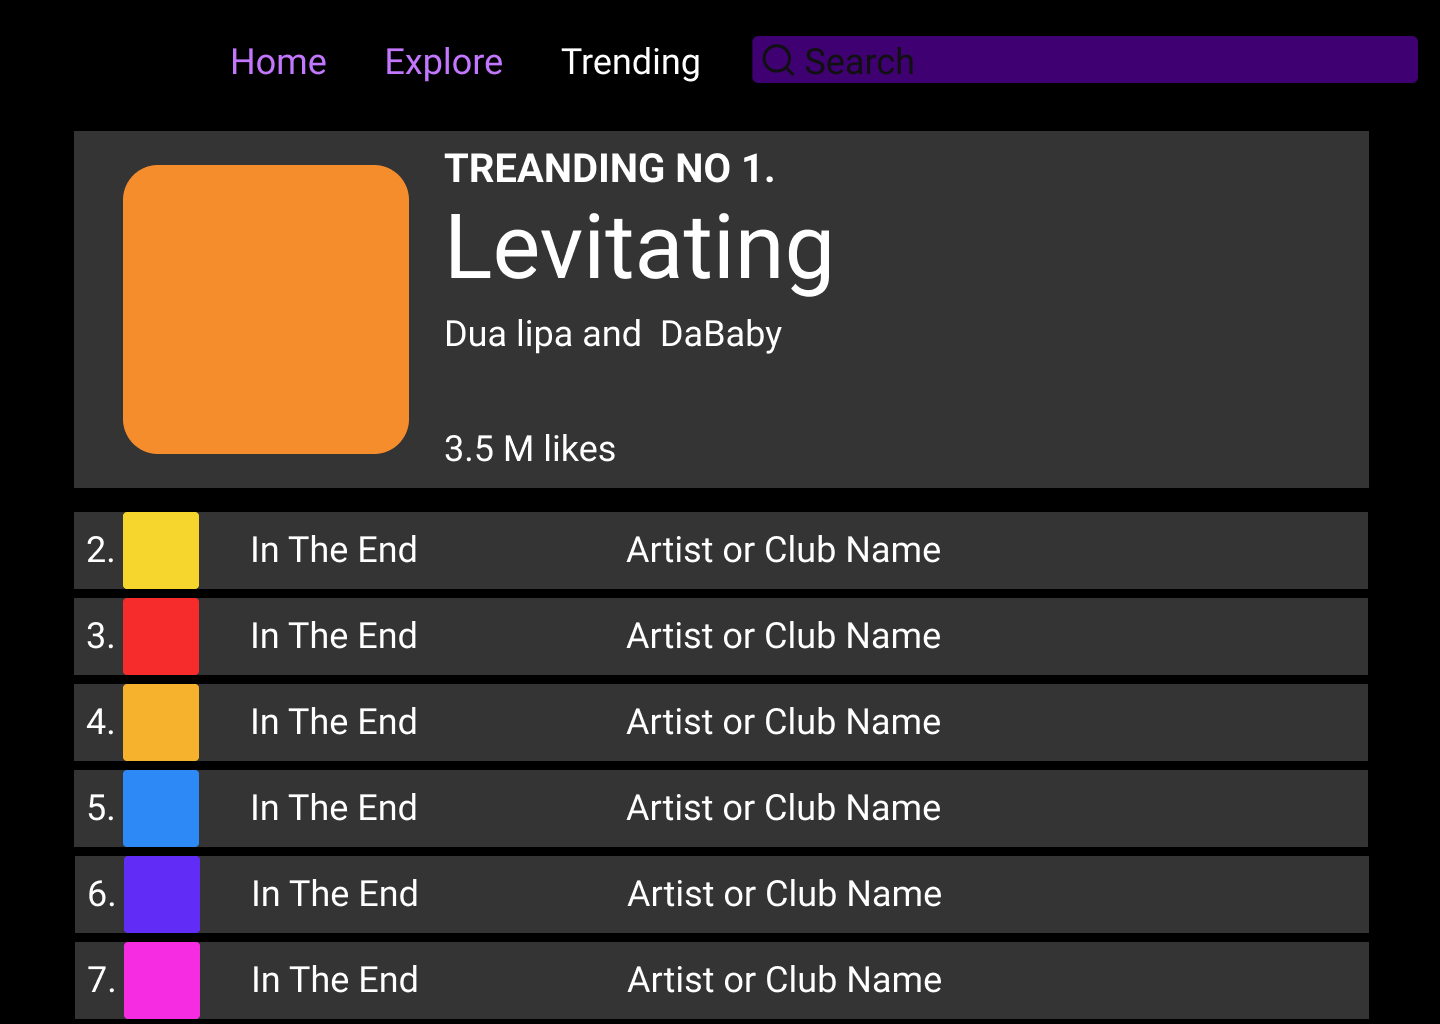 Home Explore Trending Search
TREANDING NO 1.
Levitating
Dua lipa and  DaBaby
3.5 M likes
2. In The End Artist or Club Name
3. In The End Artist or Club Name
4. In The End Artist or Club Name
5. In The End Artist or Club Name
6. In The End Artist or Club Name
7. In The End Artist or Club Name